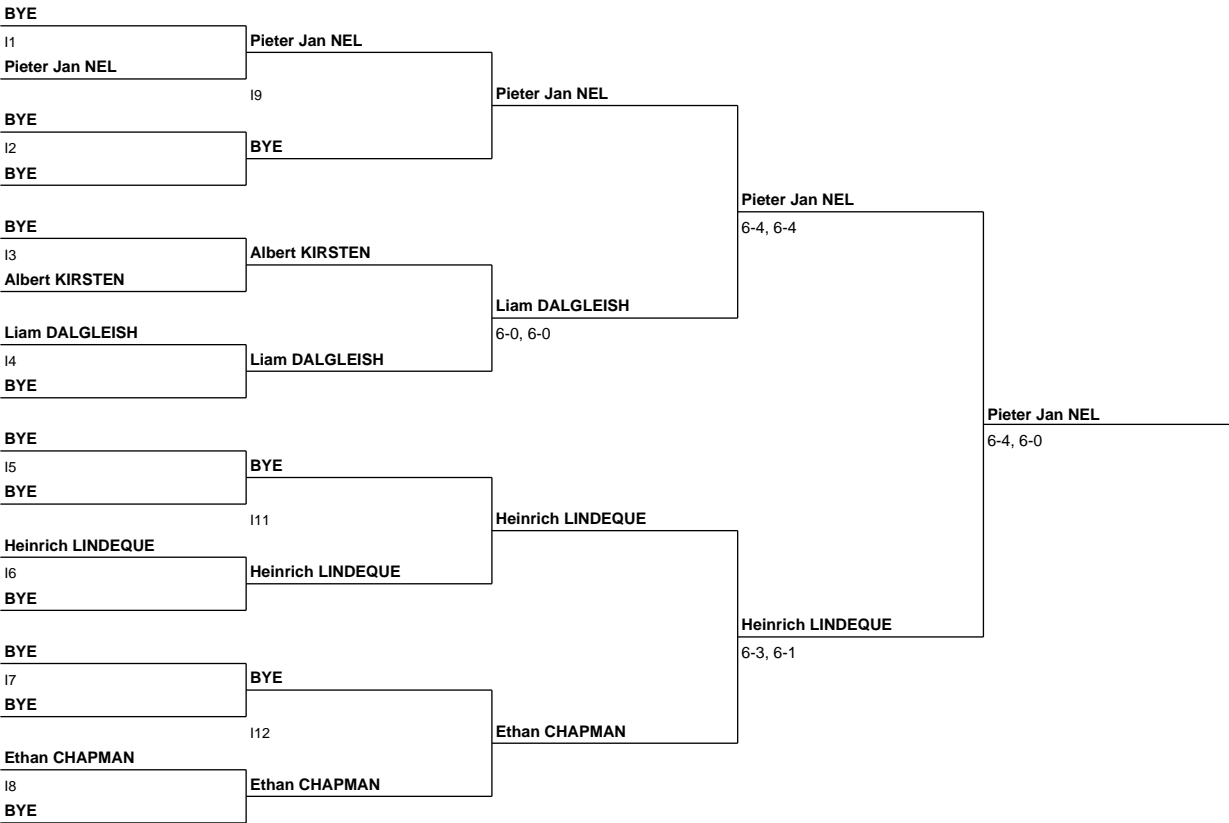 BYE
I1
Pieter Jan NEL
BYE
I2
BYE
BYE
I3
Albert KIRSTEN
Liam DALGLEISH
I4
BYE
BYE
I5
BYE
Heinrich LINDEQUE
I6
BYE
BYE
I7
BYE
Ethan CHAPMAN
I8
BYE
Pieter Jan NEL
I9
BYE
Albert KIRSTEN
Liam DALGLEISH
BYE
I11
Heinrich LINDEQUE
BYE
I12
Ethan CHAPMAN
Pieter Jan NEL
Liam DALGLEISH
6-0, 6-0
Heinrich LINDEQUE
Ethan CHAPMAN
Pieter Jan NEL
6-4, 6-4
Heinrich LINDEQUE
6-3, 6-1
Pieter Jan NEL
6-4, 6-0